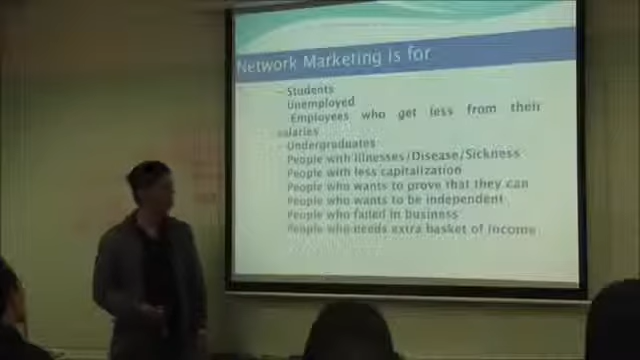 Network Marketing is for
– Students
Unemployed
Employees who get less from their
salaries
– Undergraduates
People with illnesses/Disease/Sickness
People with less capitalization
People who wants to prove that they can
People who wants to be independent
People who failed in business
People who needs extra basket of income